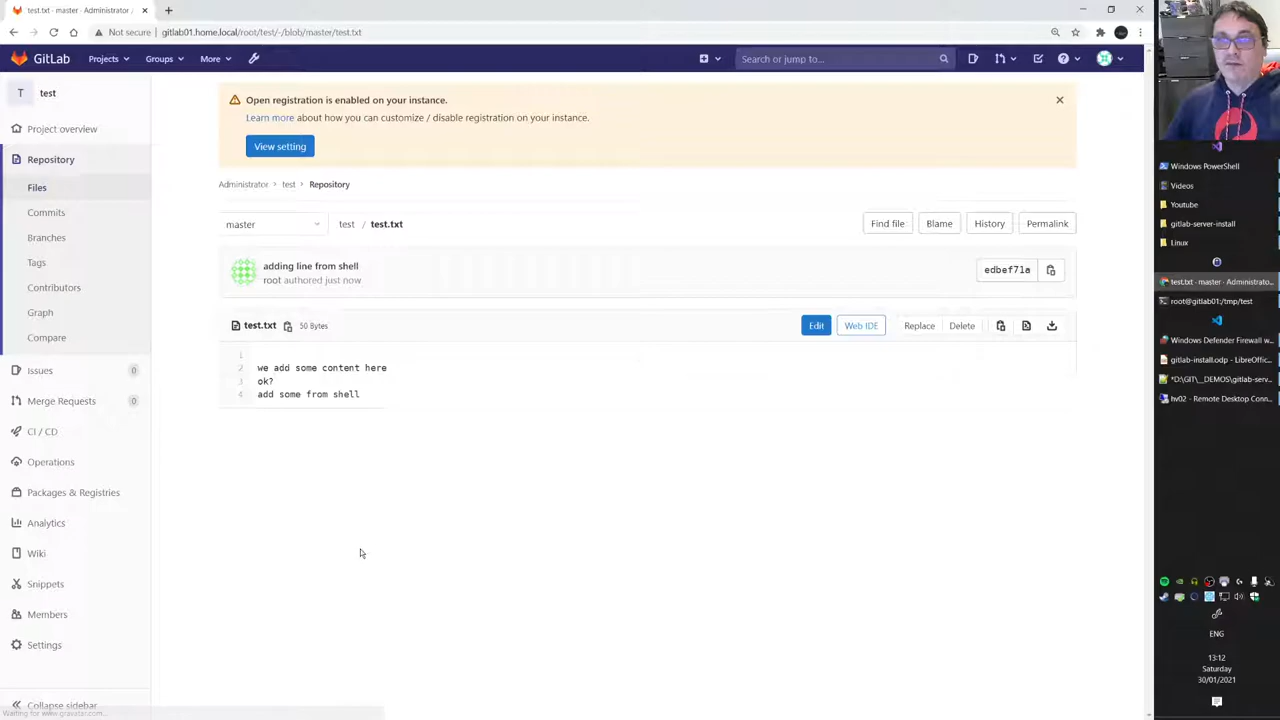 test.txt · master · Administrator /
Not secure
gitlab01.home.local/root/test/-/blob/master/test.txt
GitLab
Projects
Groups
More
Search or jump to...
T
test
Project overview
Repository
Files
Commits
Branches
Tags
Contributors
Graph
Compare
Issues
0
Merge Requests
0
CI / CD
Operations
Packages & Registries
Analytics
Wiki
Snippets
Members
Settings
Collapse sidebar
Waiting for www.gravatar.com...
Open registration is enabled on your instance.
Learn more about how you can customize / disable registration on your instance.
View setting
Administrator > test > Repository
master
test / test.txt
Find file
Blame
History
Permalink
adding line from shell
root authored just now
edbef71a
test.txt
50 Bytes
Edit
Web IDE
Replace
Delete
1
2 we add some content here
3 ok?
4 add some from shell
Windows PowerShell
Videos
Youtube
gitlab-server-install
Linux
test.txt · master · Administrato...
root@gitlab01:/tmp/test
Windows Defender Firewall w...
gitlab-install.odp - LibreOffic...
*D:\GIT\__DEMOS\gitlab-serv...
hv02 - Remote Desktop Conn...
ENG
13:12
Saturday
30/01/2021